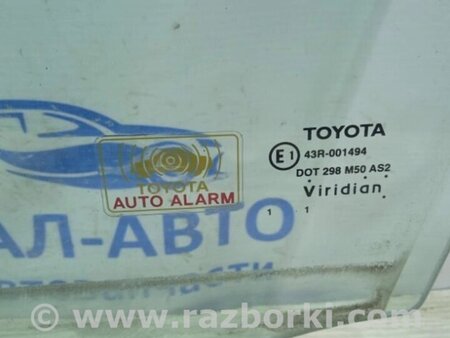 TOYOTA
43R-001494
E1
DOT 298 M50 AS2
Viridian
1 1
TOYOTA
AUTO ALARM
АЛ-АВТО
автозапчасти
www.razborki.com